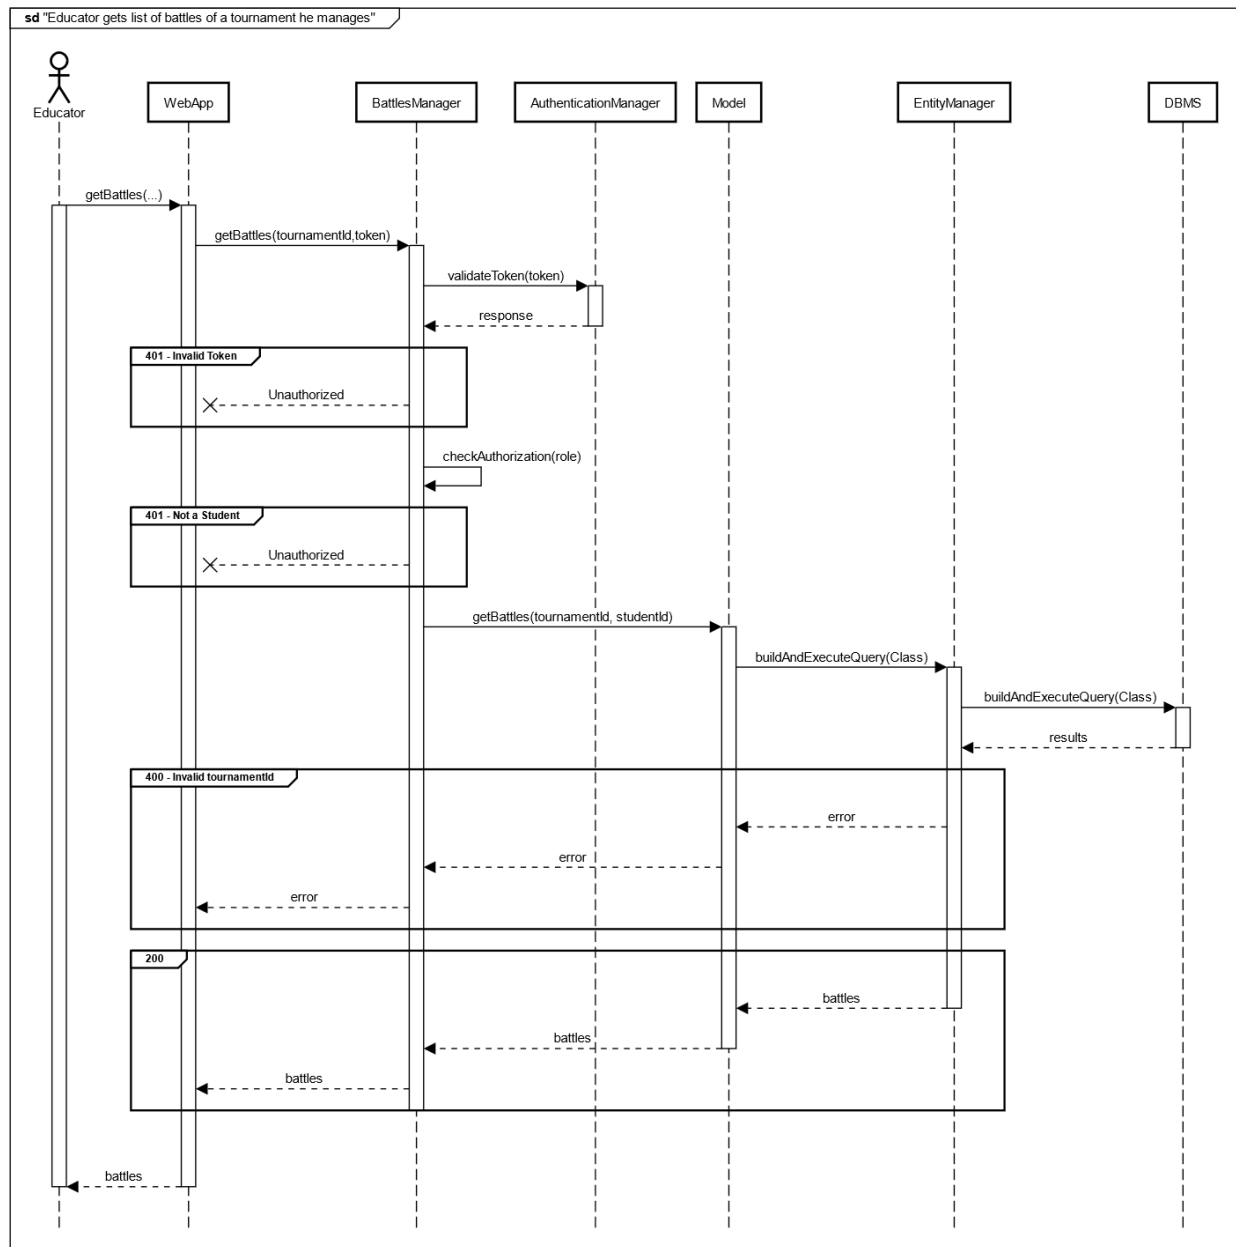 sd "Educator gets list of battles of a tournament he manages"
Educator
WebApp
BattlesManager
AuthenticationManager
Model
EntityManager
DBMS
getBattles(...)
getBattles(tournamentId,token)
validateToken(token)
response
401 - Invalid Token
Unauthorized
checkAuthorization(role)
401 - Not a Student
Unauthorized
getBattles(tournamentId, studentId)
buildAndExecuteQuery(Class)
buildAndExecuteQuery(Class)
results
400 - Invalid tournamentId
error
error
error
200
battles
battles
battles
battles